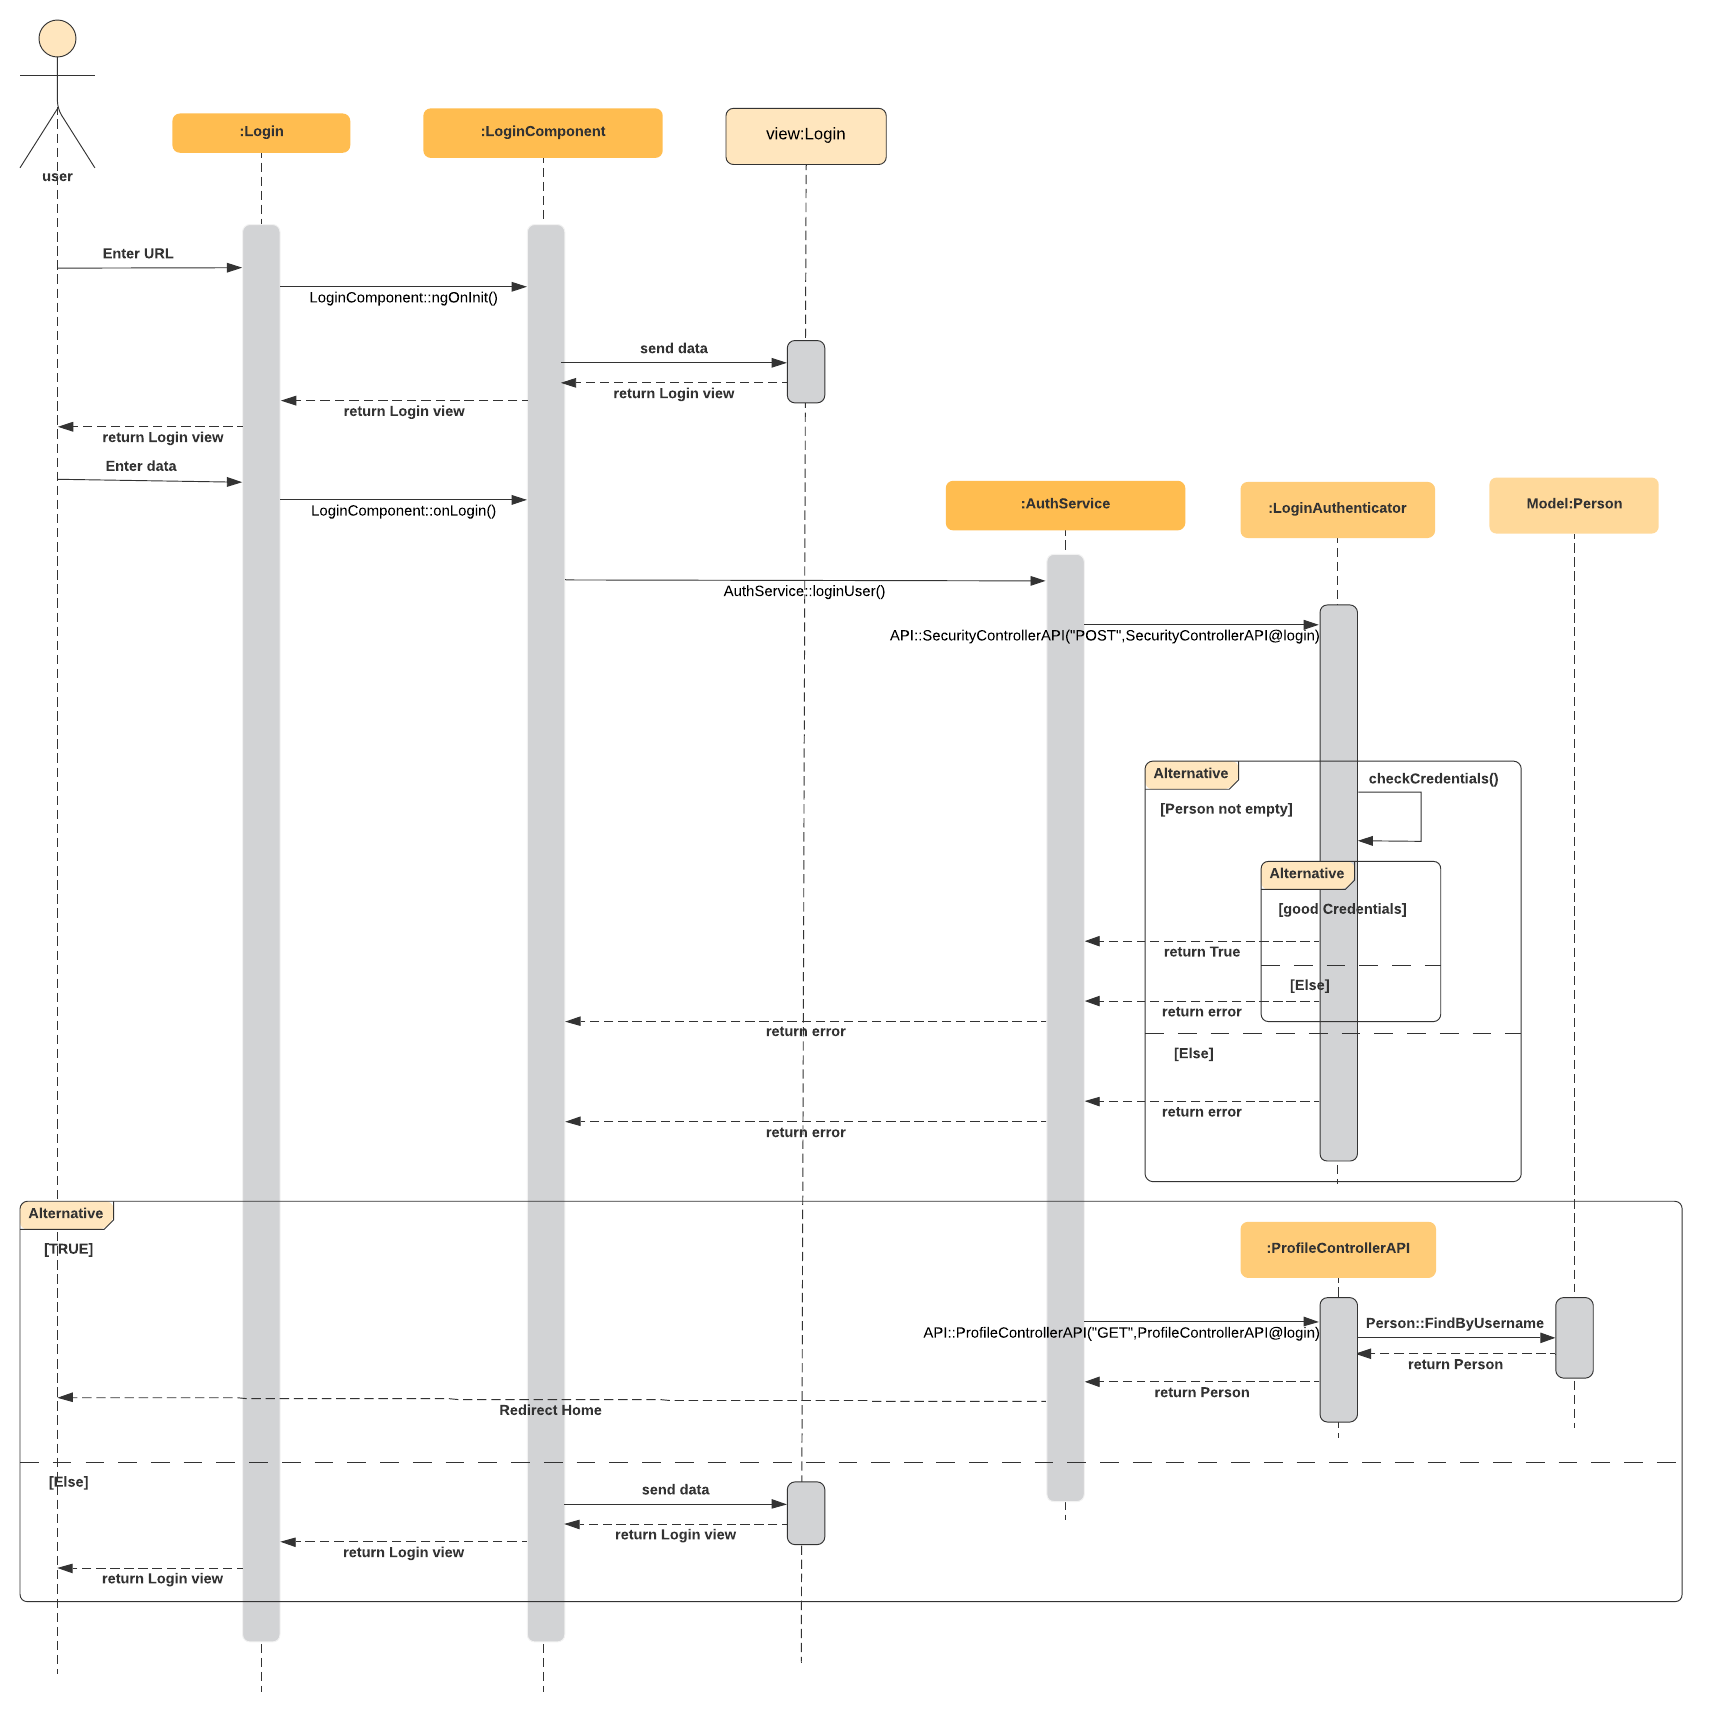 user
:Login
:LoginComponent
view:Login
Enter URL
LoginComponent::ngOnInit()
send data
return Login view
return Login view
return Login view
Enter data
LoginComponent::onLogin()
:AuthService
:LoginAuthenticator
Model:Person
AuthService::loginUser()
API::SecurityControllerAPI("POST",SecurityControllerAPI@login)
Alternative
checkCredentials()
[Person not empty]
Alternative
[good Credentials]
return True
[Else]
return error
return error
[Else]
return error
return error
Alternative
[TRUE]
:ProfileControllerAPI
API::ProfileControllerAPI("GET",ProfileControllerAPI@login)
Person::FindByUsername
return Person
return Person
Redirect Home
[Else]
send data
return Login view
return Login view
return Login view